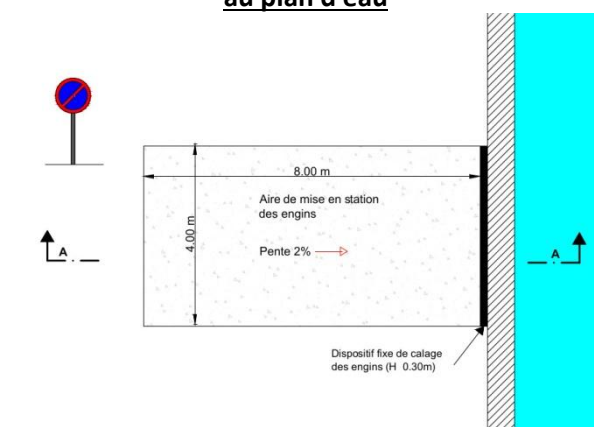 au plan d'eau
8.00 m
Aire de mise en station
des engins
4.00 m
Pente 2%
A
A
Dispositif fixe de calage
des engins (H 0.30m)